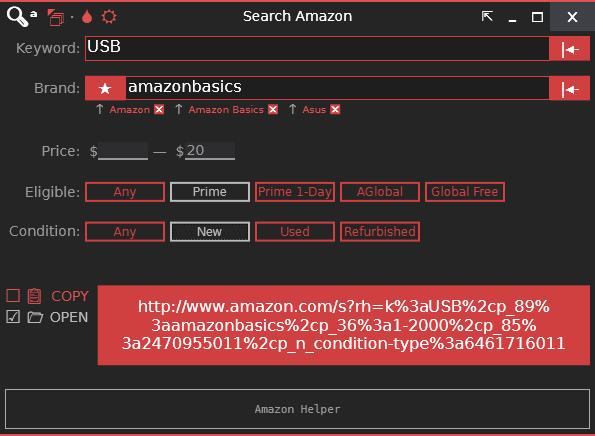 a
Search Amazon
Keyword: USB
Brand: amazonbasics
↑ Amazon ↑ Amazon Basics ↑ Asus
Price: $ — $20
Eligible: Any Prime Prime 1-Day AGlobal Global Free
Condition: Any New Used Refurbished
COPY
OPEN
http://www.amazon.com/s?rh=k%3aUSB%2cp_89%
3aamazonbasics%2cp_36%3a1-2000%2cp_85%
3a2470955011%2cp_n_condition-type%3a6461716011
Amazon Helper